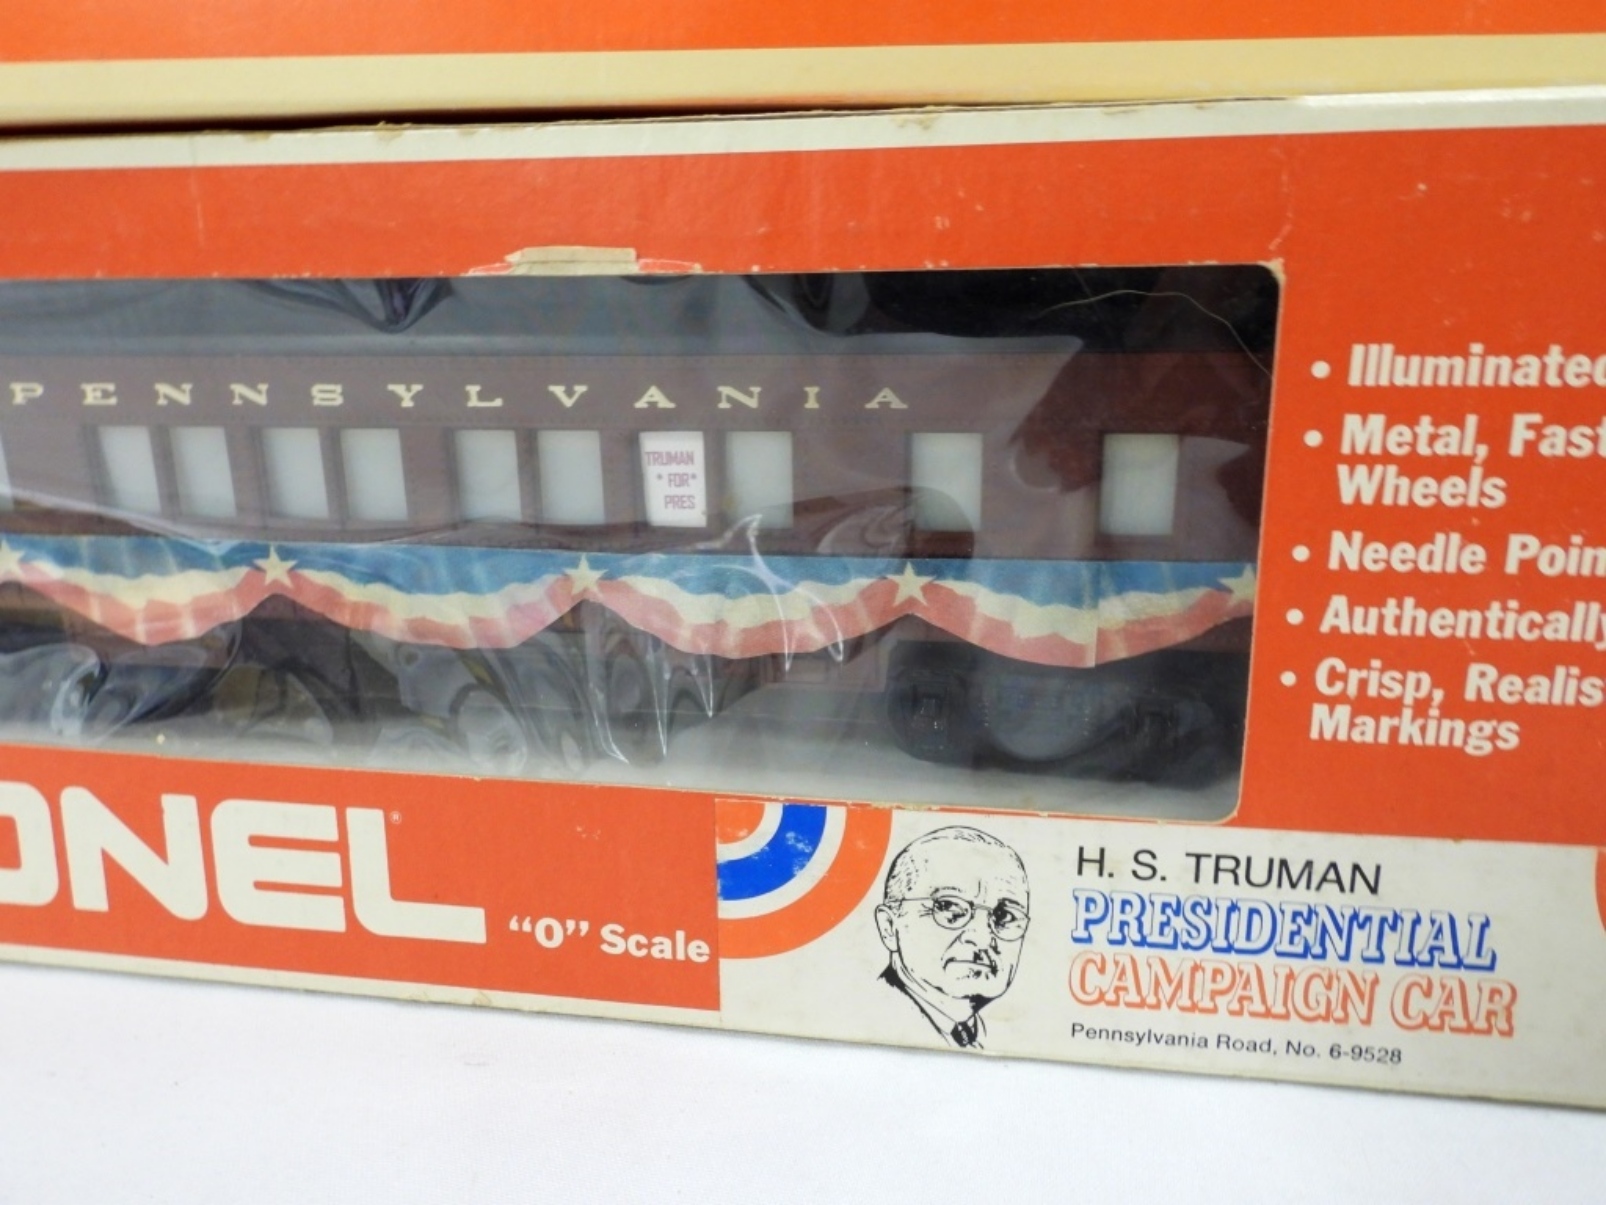 PENNSYLVANIA
TRUMAN
*FOR*
PRES
• Illuminated
• Metal, Fast
Wheels
• Needle Poin
• Authentically
• Crisp, Realis
Markings
ONEL®
"O" Scale
H. S. TRUMAN
PRESIDENTIAL
CAMPAIGN CAR
Pennsylvania Road, No. 6-9528